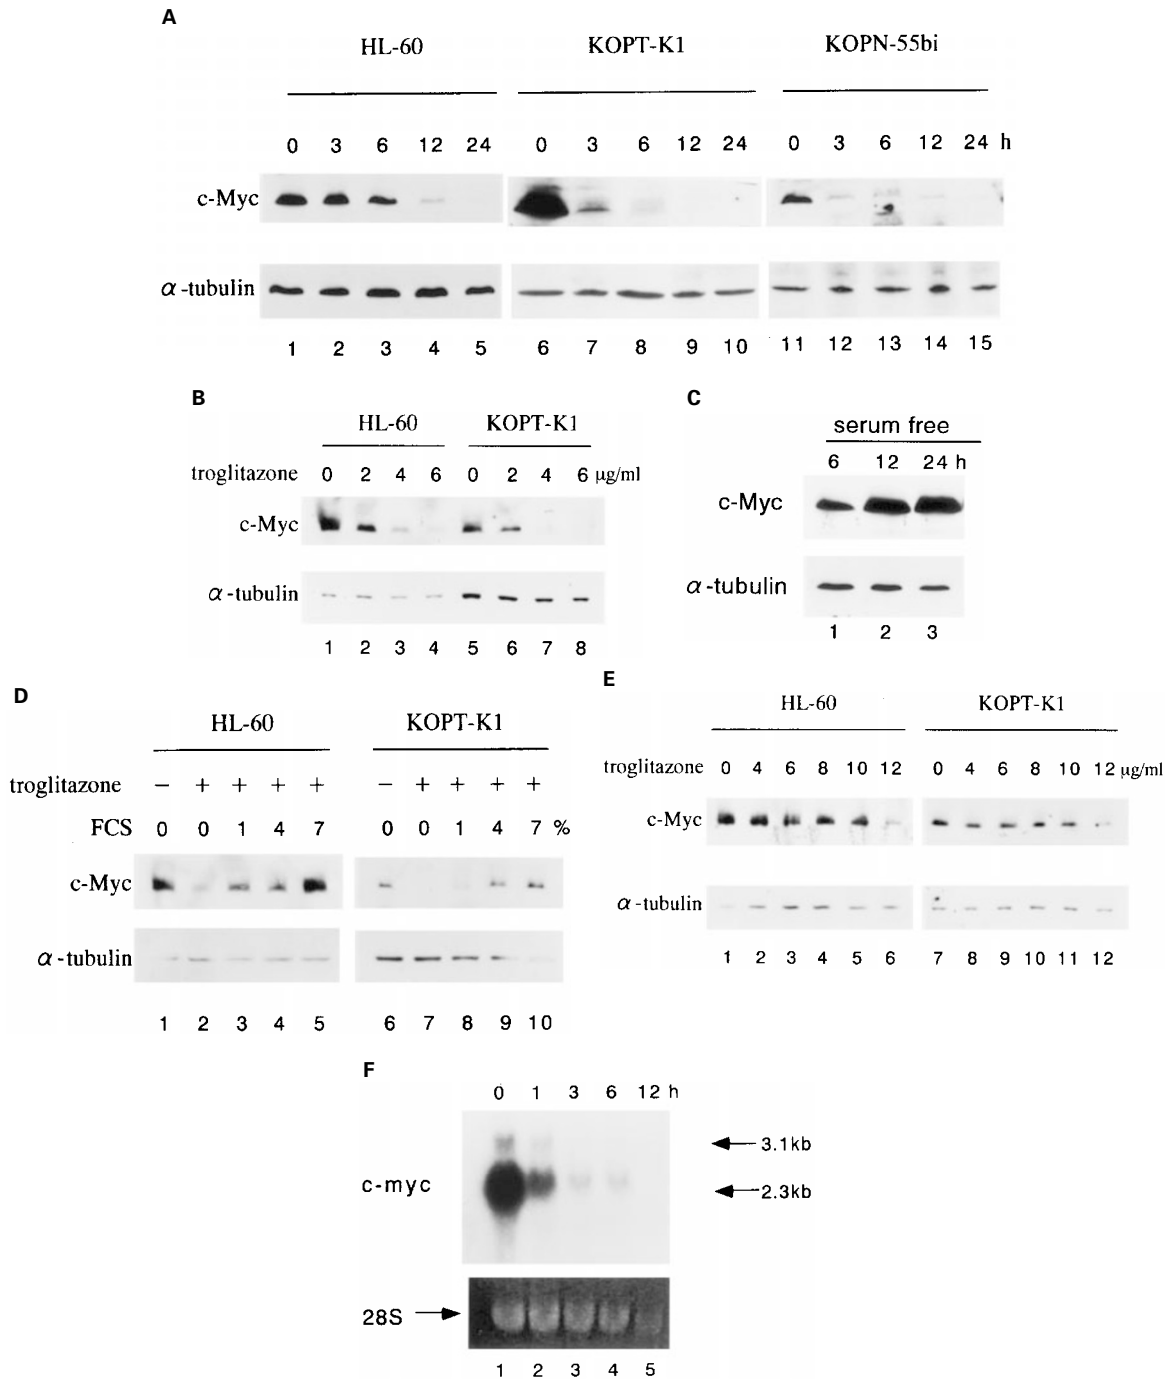 A
HL-60 KOPT-K1 KOPN-55bi
0 3 6 12 24 0 3 6 12 24 0 3 6 12 24 h
c-Myc
α-tubulin
1 2 3 4 5 6 7 8 9 10 11 12 13 14 15
B
HL-60 KOPT-K1
troglitazone 0 2 4 6 0 2 4 6 μg/ml
c-Myc
α-tubulin
1 2 3 4 5 6 7 8
C
serum free
6 12 24 h
c-Myc
α-tubulin
1 2 3
D
HL-60 KOPT-K1
troglitazone − + + + + − + + + +
FCS 0 0 1 4 7 0 0 1 4 7 %
c-Myc
α-tubulin
1 2 3 4 5 6 7 8 9 10
E
HL-60 KOPT-K1
troglitazone 0 4 6 8 10 12 0 4 6 8 10 12 μg/ml
c-Myc
α-tubulin
1 2 3 4 5 6 7 8 9 10 11 12
F
0 1 3 6 12 h
3.1kb
c-myc 2.3kb
28S
1 2 3 4 5